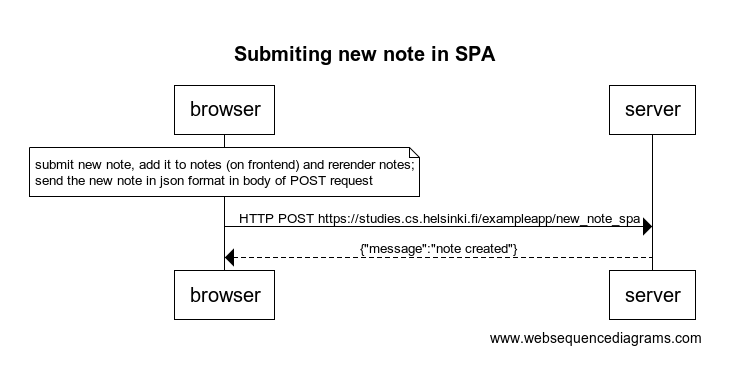 Submiting new note in SPA
browser
server
submit new note, add it to notes (on frontend) and rerender notes;
send the new note in json format in body of POST request
HTTP POST https://studies.cs.helsinki.fi/exampleapp/new_note_spa
{"message":"note created"}
browser
server
www.websequencediagrams.com